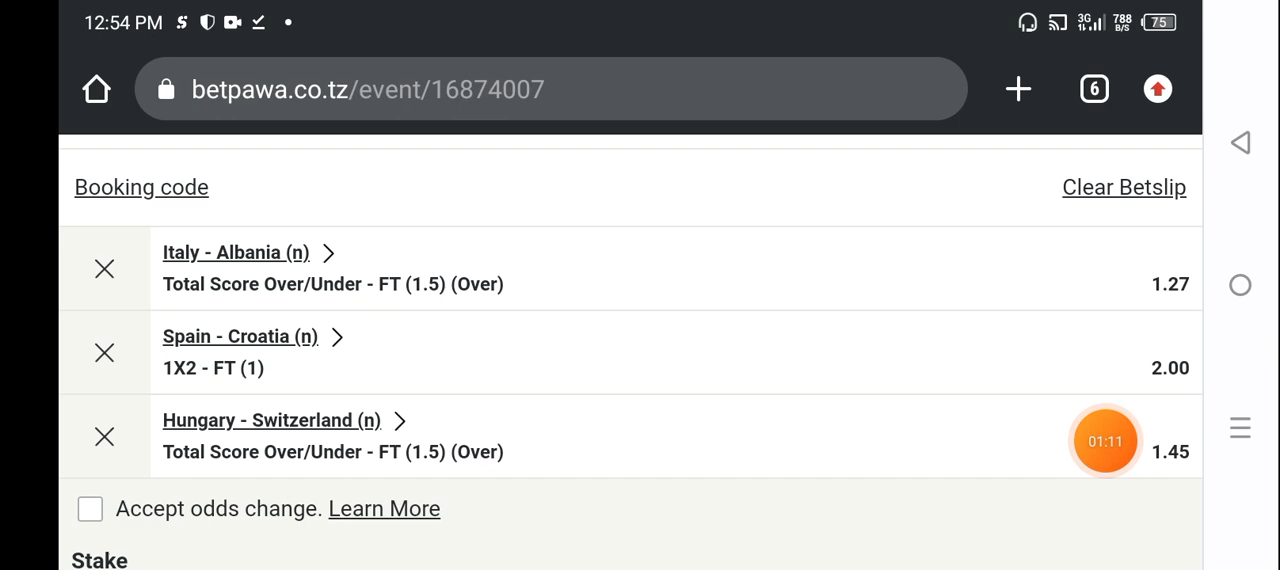 12:54 PM
3G 788 B/S 75
betpawa.co.tz/event/16874007
6
Booking code Clear Betslip
Italy - Albania (n)
Total Score Over/Under - FT (1.5) (Over) 1.27
Spain - Croatia (n)
1X2 - FT (1) 2.00
Hungary - Switzerland (n)
Total Score Over/Under - FT (1.5) (Over) 01:11 1.45
Accept odds change. Learn More
Stake